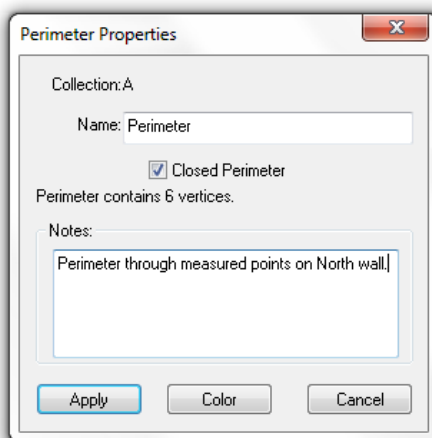 Perimeter Properties
Collection:A
Name: Perimeter
Closed Perimeter
Perimeter contains 6 vertices.
Notes:
Perimeter through measured points on North wall.
Apply Color Cancel